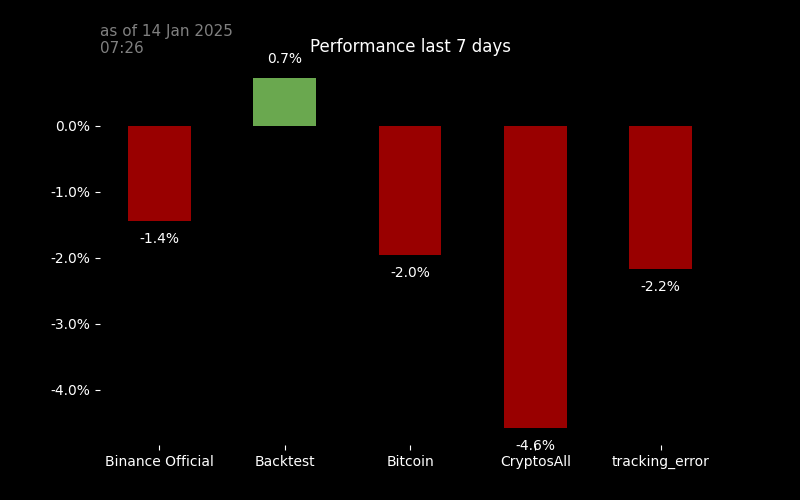 as of 14 Jan 2025
07:26
Performance last 7 days
0.7%
0.0%
-1.0%
-1.4%
-2.0%
-2.0%
-2.2%
-3.0%
-4.0%
-4.6%
Binance Official
Backtest
Bitcoin
CryptosAll
tracking_error